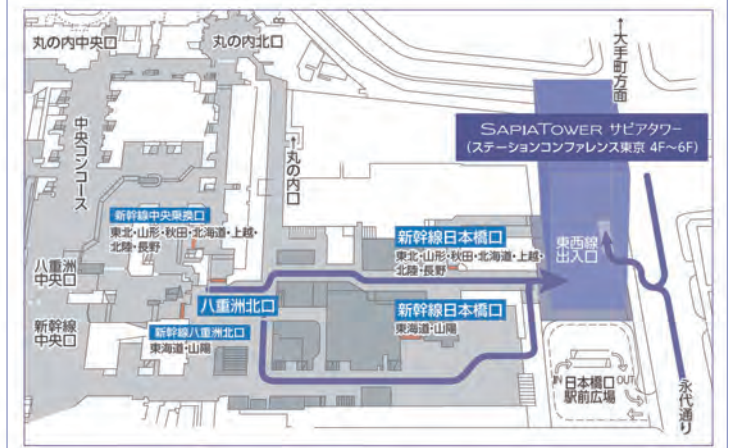 丸の内中央口
丸の内北口
↑大手町方面
SAPIATOWER サピアタワー
(ステーションコンファレンス東京 4F～6F)
中央コンコース
↑丸の内口
新幹線中央乗換口
東北・山形・秋田・北海道・上越・
北陸・長野
新幹線日本橋口
東北・山形・秋田・北海道・上越・
北陸・長野
東西線
出入口
八重洲
中央口
八重洲北口
新幹線
中央口
新幹線八重洲北口
東海道・山陽
新幹線日本橋口
東海道・山陽
IN 日本橋口 OUT
駅前広場
永代通り